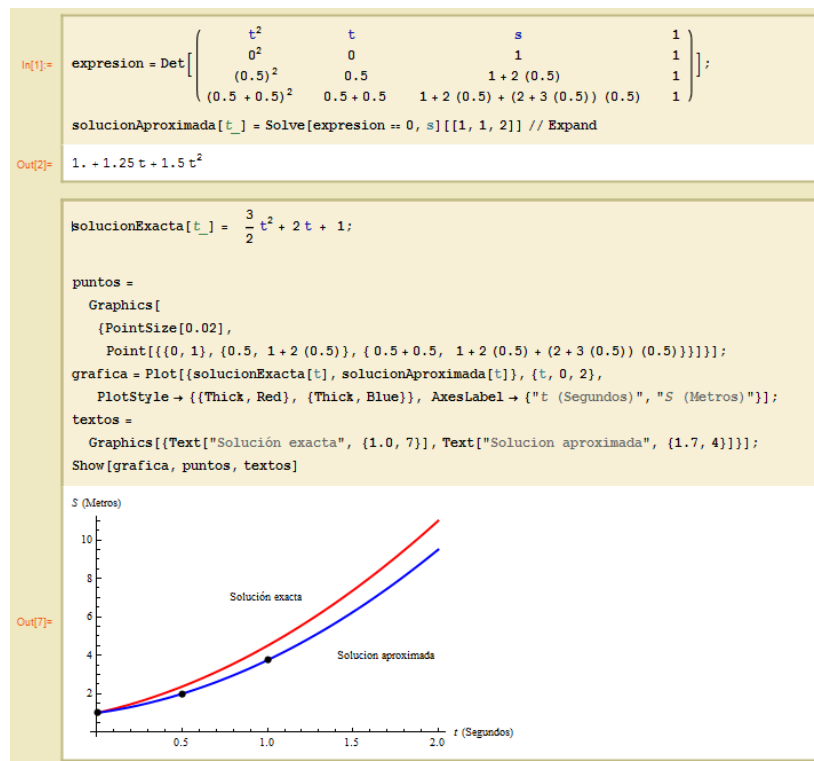 In[1]:= expresion = Det[( t² t s 1
0² 0 1 1
(0.5)² 0.5 1 + 2 (0.5) 1
(0.5 + 0.5)² 0.5 + 0.5 1 + 2 (0.5) + (2 + 3 (0.5)) (0.5) 1 )];
solucionAproximada[t_] = Solve[expresion == 0, s][[1, 1, 2]] // Expand
Out[2]= 1. + 1.25 t + 1.5 t²
solucionExacta[t_] = 3/2 t² + 2 t + 1;
puntos =
Graphics[
{PointSize[0.02],
Point[{{0, 1}, {0.5, 1 + 2 (0.5)}, { 0.5 + 0.5, 1 + 2 (0.5) + (2 + 3 (0.5)) (0.5)}}]}];
grafica = Plot[{solucionExacta[t], solucionAproximada[t]}, {t, 0, 2},
PlotStyle → {{Thick, Red}, {Thick, Blue}}, AxesLabel → {"t (Segundos)", "S (Metros)"}];
textos =
Graphics[{Text["Solución exacta", {1.0, 7}], Text["Solucion aproximada", {1.7, 4}]}];
Show[grafica, puntos, textos]
Out[7]=
S (Metros)
10
8
Solución exacta
6
4
Solucion aproximada
2
t (Segundos)
0.5 1.0 1.5 2.0